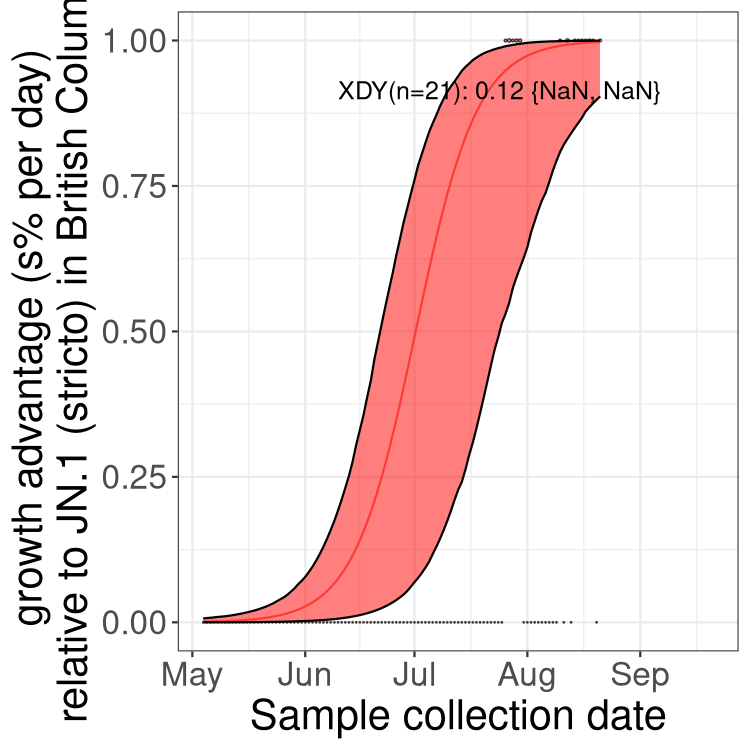 growth advantage (s% per day)
relative to JN.1 (stricto) in British Colum
1.00
0.75
0.50
0.25
0.00
XDY(n=21): 0.12 {NaN, NaN}
May Jun Jul Aug Sep
Sample collection date